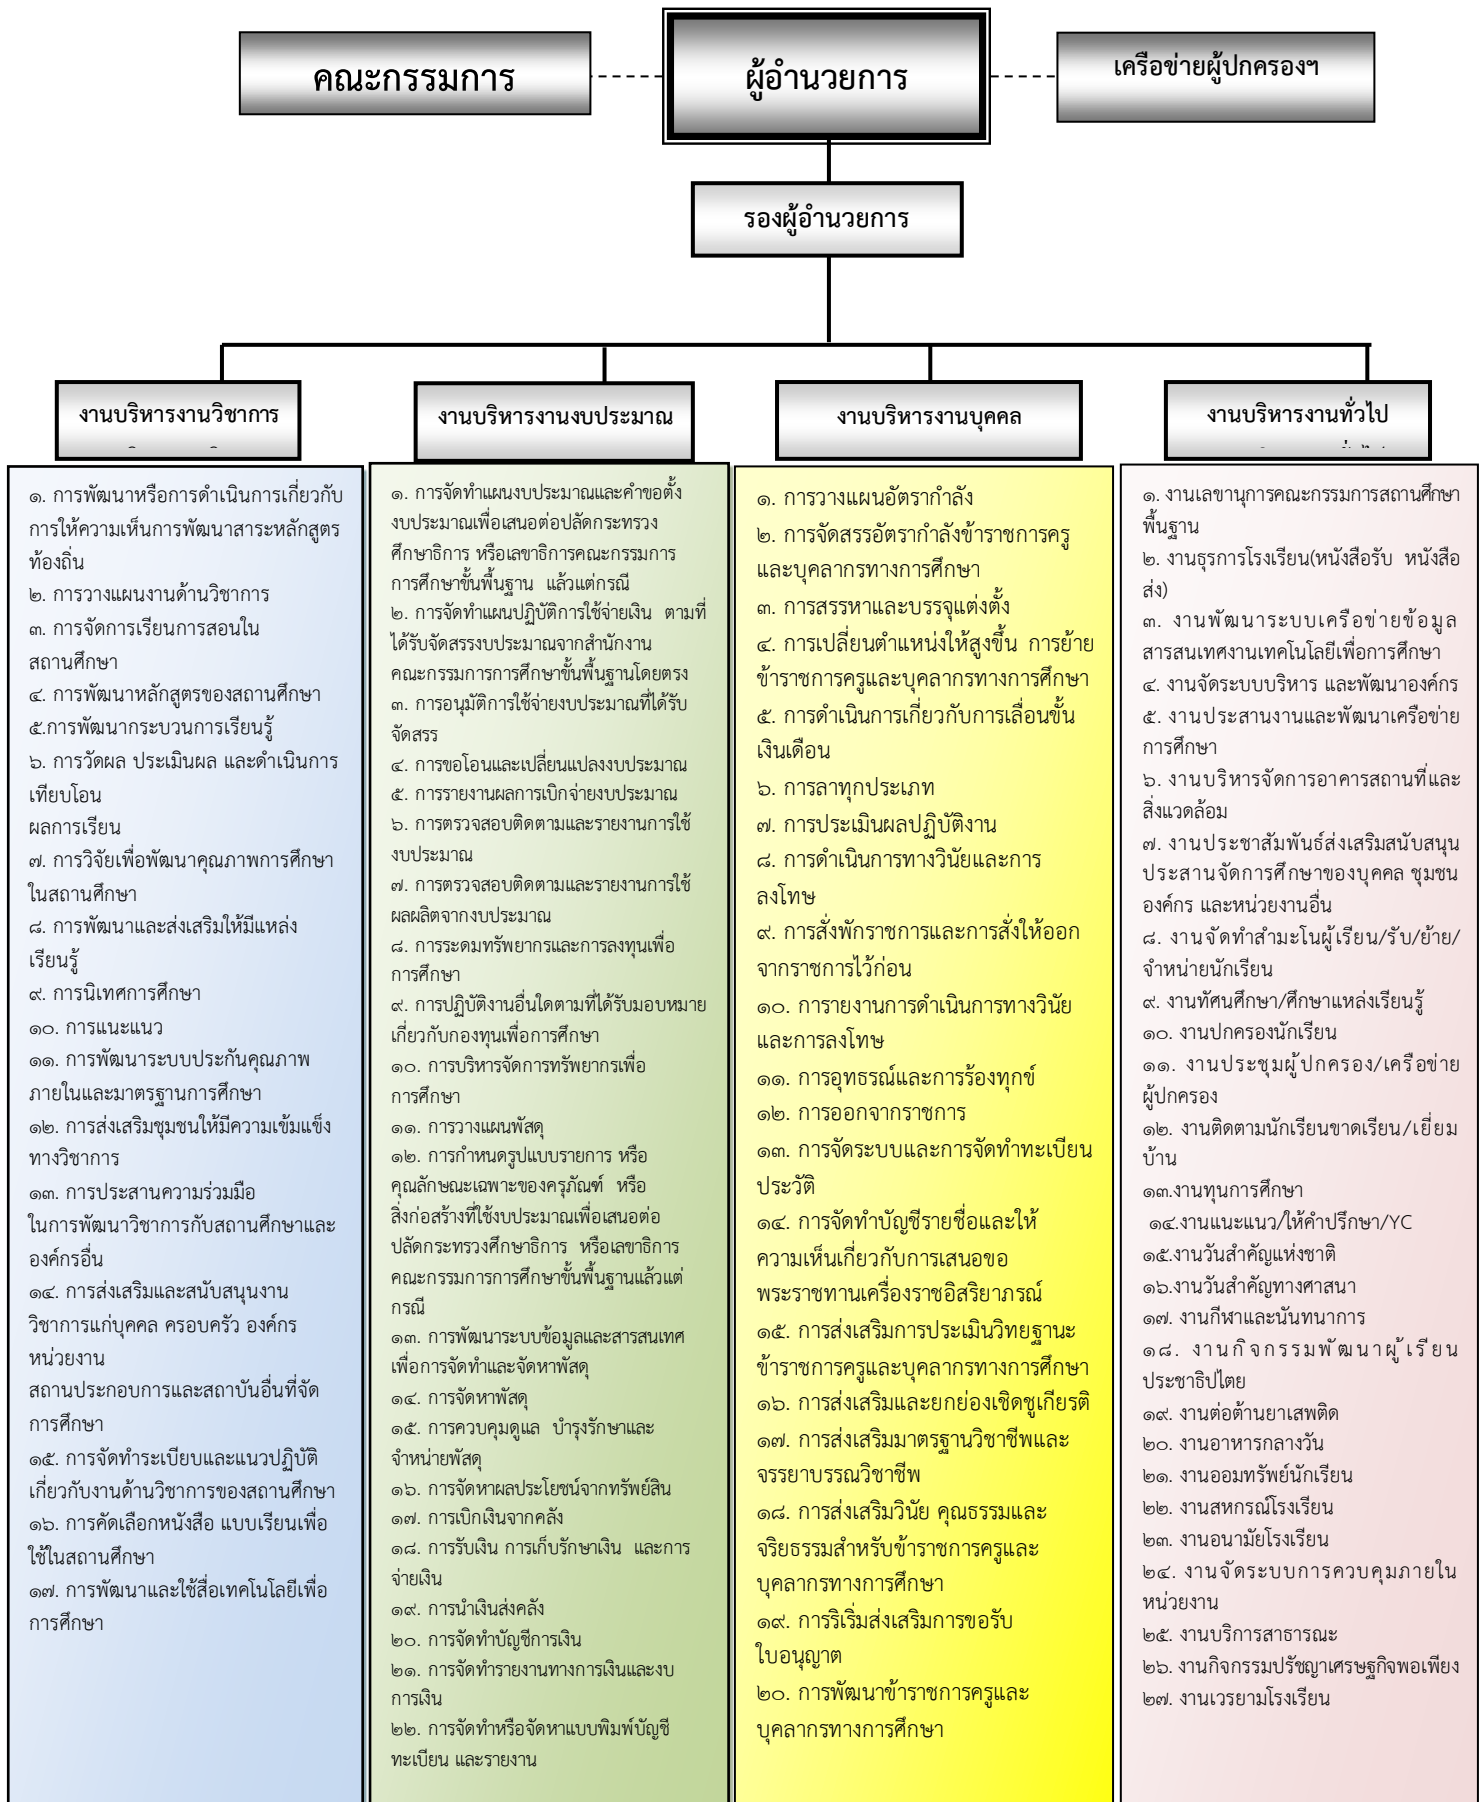 คณะกรรมการ
ผู้อำนวยการ
เครือข่ายผู้ปกครองฯ
รองผู้อำนวยการ
งานบริหารงานวิชาการ
งานบริหารงานงบประมาณ
งานบริหารงานบุคคล
งานบริหารงานทั่วไป
๑. การพัฒนาหรือการดำเนินการเกี่ยวกับ
การให้ความเห็นการพัฒนาสาระหลักสูตร
ท้องถิ่น
๒. การวางแผนงานด้านวิชาการ
๓. การจัดการเรียนการสอนใน
สถานศึกษา
๔. การพัฒนาหลักสูตรของสถานศึกษา
๕.การพัฒนากระบวนการเรียนรู้
๖. การวัดผล ประเมินผล และดำเนินการ
เทียบโอน
ผลการเรียน
๗. การวิจัยเพื่อพัฒนาคุณภาพการศึกษา
ในสถานศึกษา
๘. การพัฒนาและส่งเสริมให้มีแหล่ง
เรียนรู้
๙. การนิเทศการศึกษา
๑๐. การแนะแนว
๑๑. การพัฒนาระบบประกันคุณภาพ
ภายในและมาตรฐานการศึกษา
๑๒. การส่งเสริมชุมชนให้มีความเข้มแข็ง
ทางวิชาการ
๑๓. การประสานความร่วมมือ
ในการพัฒนาวิชาการกับสถานศึกษาและ
องค์กรอื่น
๑๔. การส่งเสริมและสนับสนุนงาน
วิชาการแก่บุคคล ครอบครัว องค์กร
หน่วยงาน
สถานประกอบการและสถาบันอื่นที่จัด
การศึกษา
๑๕. การจัดทำระเบียบและแนวปฏิบัติ
เกี่ยวกับงานด้านวิชาการของสถานศึกษา
๑๖. การคัดเลือกหนังสือ แบบเรียนเพื่อ
ใช้ในสถานศึกษา
๑๗. การพัฒนาและใช้สื่อเทคโนโลยีเพื่อ
การศึกษา
๑. การจัดทำแผนงบประมาณและคำขอตั้ง
งบประมาณเพื่อเสนอต่อปลัดกระทรวง
ศึกษาธิการ หรือเลขาธิการคณะกรรมการ
การศึกษาขั้นพื้นฐาน แล้วแต่กรณี
๒. การจัดทำแผนปฏิบัติการใช้จ่ายเงิน ตามที่
ได้รับจัดสรรงบประมาณจากสำนักงาน
คณะกรรมการการศึกษาขั้นพื้นฐานโดยตรง
๓. การอนุมัติการใช้จ่ายงบประมาณที่ได้รับ
จัดสรร
๔. การขอโอนและเปลี่ยนแปลงงบประมาณ
๕. การรายงานผลการเบิกจ่ายงบประมาณ
๖. การตรวจสอบติดตามและรายงานการใช้
งบประมาณ
๗. การตรวจสอบติดตามและรายงานการใช้
ผลผลิตจากงบประมาณ
๘. การระดมทรัพยากรและการลงทุนเพื่อ
การศึกษา
๙. การปฏิบัติงานอื่นใดตามที่ได้รับมอบหมาย
เกี่ยวกับกองทุนเพื่อการศึกษา
๑๐. การบริหารจัดการทรัพยากรเพื่อ
การศึกษา
๑๑. การวางแผนพัสดุ
๑๒. การกำหนดรูปแบบรายการ หรือ
คุณลักษณะเฉพาะของครุภัณฑ์ หรือ
สิ่งก่อสร้างที่ใช้งบประมาณเพื่อเสนอต่อ
ปลัดกระทรวงศึกษาธิการ หรือเลขาธิการ
คณะกรรมการการศึกษาขั้นพื้นฐานแล้วแต่
กรณี
๑๓. การพัฒนาระบบข้อมูลและสารสนเทศ
เพื่อการจัดทำและจัดหาพัสดุ
๑๔. การจัดหาพัสดุ
๑๕. การควบคุมดูแล บำรุงรักษาและ
จำหน่ายพัสดุ
๑๖. การจัดหาผลประโยชน์จากทรัพย์สิน
๑๗. การเบิกเงินจากคลัง
๑๘. การรับเงิน การเก็บรักษาเงิน และการ
จ่ายเงิน
๑๙. การนำเงินส่งคลัง
๒๐. การจัดทำบัญชีการเงิน
๒๑. การจัดทำรายงานทางการเงินและงบ
การเงิน
๒๒. การจัดทำหรือจัดหาแบบพิมพ์บัญชี
ทะเบียน และรายงาน
๑. การวางแผนอัตรากำลัง
๒. การจัดสรรอัตรากำลังข้าราชการครู
และบุคลากรทางการศึกษา
๓. การสรรหาและบรรจุแต่งตั้ง
๔. การเปลี่ยนตำแหน่งให้สูงขึ้น การย้าย
ข้าราชการครูและบุคลากรทางการศึกษา
๕. การดำเนินการเกี่ยวกับการเลื่อนขั้น
เงินเดือน
๖. การลาทุกประเภท
๗. การประเมินผลปฏิบัติงาน
๘. การดำเนินการทางวินัยและการ
ลงโทษ
๙. การสั่งพักราชการและการสั่งให้ออก
จากราชการไว้ก่อน
๑๐. การายงานการดำเนินการทางวินัย
และการลงโทษ
๑๑. การอุทธรณ์และการร้องทุกข์
๑๒. การออกจากราชการ
๑๓. การจัดระบบและการจัดทำทะเบียน
ประวัติ
๑๔. การจัดทำบัญชีรายชื่อและให้
ความเห็นเกี่ยวกับการเสนอขอ
พระราชทานเครื่องราชอิสริยาภรณ์
๑๕. การส่งเสริมการประเมินวิทยฐานะ
ข้าราชการครูและบุคลากรทางการศึกษา
๑๖. การส่งเสริมและยกย่องเชิดชูเกียรติ
๑๗. การส่งเสริมมาตรฐานวิชาชีพและ
จรรยาบรรณวิชาชีพ
๑๘. การส่งเสริมวินัย คุณธรรมและ
จริยธรรมสำหรับข้าราชการครูและ
บุคลากรทางการศึกษา
๑๙. การริเริ่มส่งเสริมการขอรับ
ใบอนุญาต
๒๐. การพัฒนาข้าราชการครูและ
บุคลากรทางการศึกษา
๑. งานเลขานุการคณะกรรมการสถานศึกษา
พื้นฐาน
๒. งานธุรการโรงเรียน(หนังสือรับ หนังสือ
ส่ง)
๓. งานพัฒนาระบบเครือข่ายข้อมูล
สารสนเทศงานเทคโนโลยีเพื่อการศึกษา
๔. งานจัดระบบบริหาร และพัฒนาองค์กร
๕. งานประสานงานและพัฒนาเครือข่าย
การศึกษา
๖. งานบริหารจัดการอาคารสถานที่และ
สิ่งแวดล้อม
๗. งานประชาสัมพันธ์ส่งเสริมสนับสนุน
ประสานจัดการศึกษาของบุคคล ชุมชน
องค์กร และหน่วยงานอื่น
๘. งานจัดทำสำมะโนผู้เรียน/รับ/ย้าย/
จำหน่ายนักเรียน
๙. งานทัศนศึกษา/ศึกษาแหล่งเรียนรู้
๑๐. งานปกครองนักเรียน
๑๑. งานประชุมผู้ปกครอง/เครือข่าย
ผู้ปกครอง
๑๒. งานติดตามนักเรียนขาดเรียน/เยี่ยม
บ้าน
๑๓.งานทุนการศึกษา
๑๔.งานแนะแนว/ให้คำปรึกษา/YC
๑๕.งานวันสำคัญแห่งชาติ
๑๖.งานวันสำคัญทางศาสนา
๑๗. งานกีฬาและนันทนาการ
๑๘. งานกิจกรรมพัฒนาผู้เรียน
ประชาธิปไตย
๑๙. งานต่อต้านยาเสพติด
๒๐. งานอาหารกลางวัน
๒๑. งานออมทรัพย์นักเรียน
๒๒. งานสหกรณ์โรงเรียน
๒๓. งานอนามัยโรงเรียน
๒๔. งานจัดระบบการควบคุมภายใน
หน่วยงาน
๒๕. งานบริการสาธารณะ
๒๖. งานกิจกรรมปรัชญาเศรษฐกิจพอเพียง
๒๗. งานเวรยามโรงเรียน